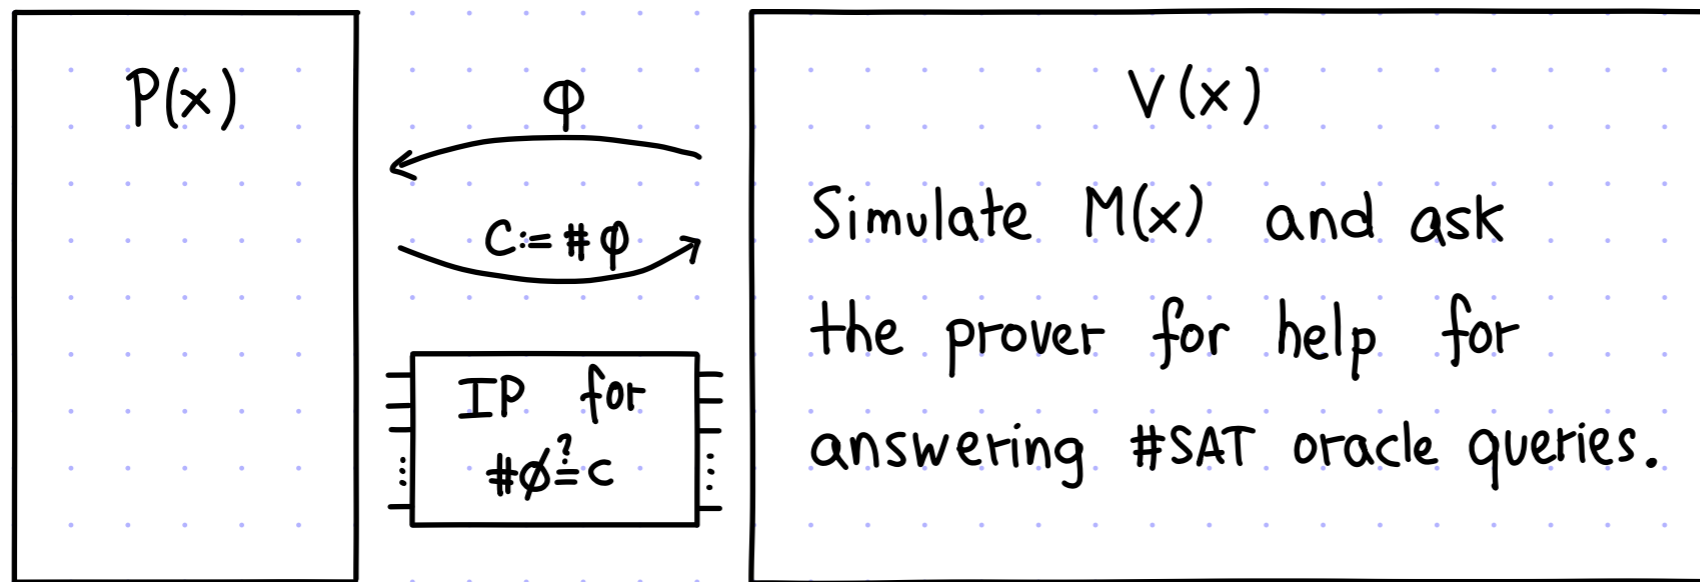 P(x)
φ
C:= #φ
IP for
#φ≟c
V(x)
Simulate M(x) and ask
the prover for help for
answering #SAT oracle queries.